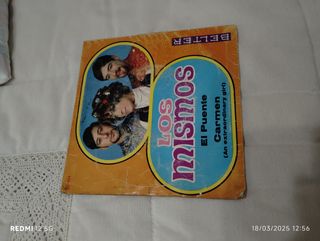 BELTER
LOS
mismos
El Puente
Carmen
(An extraordinary girl)
REDMI 12 5G
18/03/2025 12:56